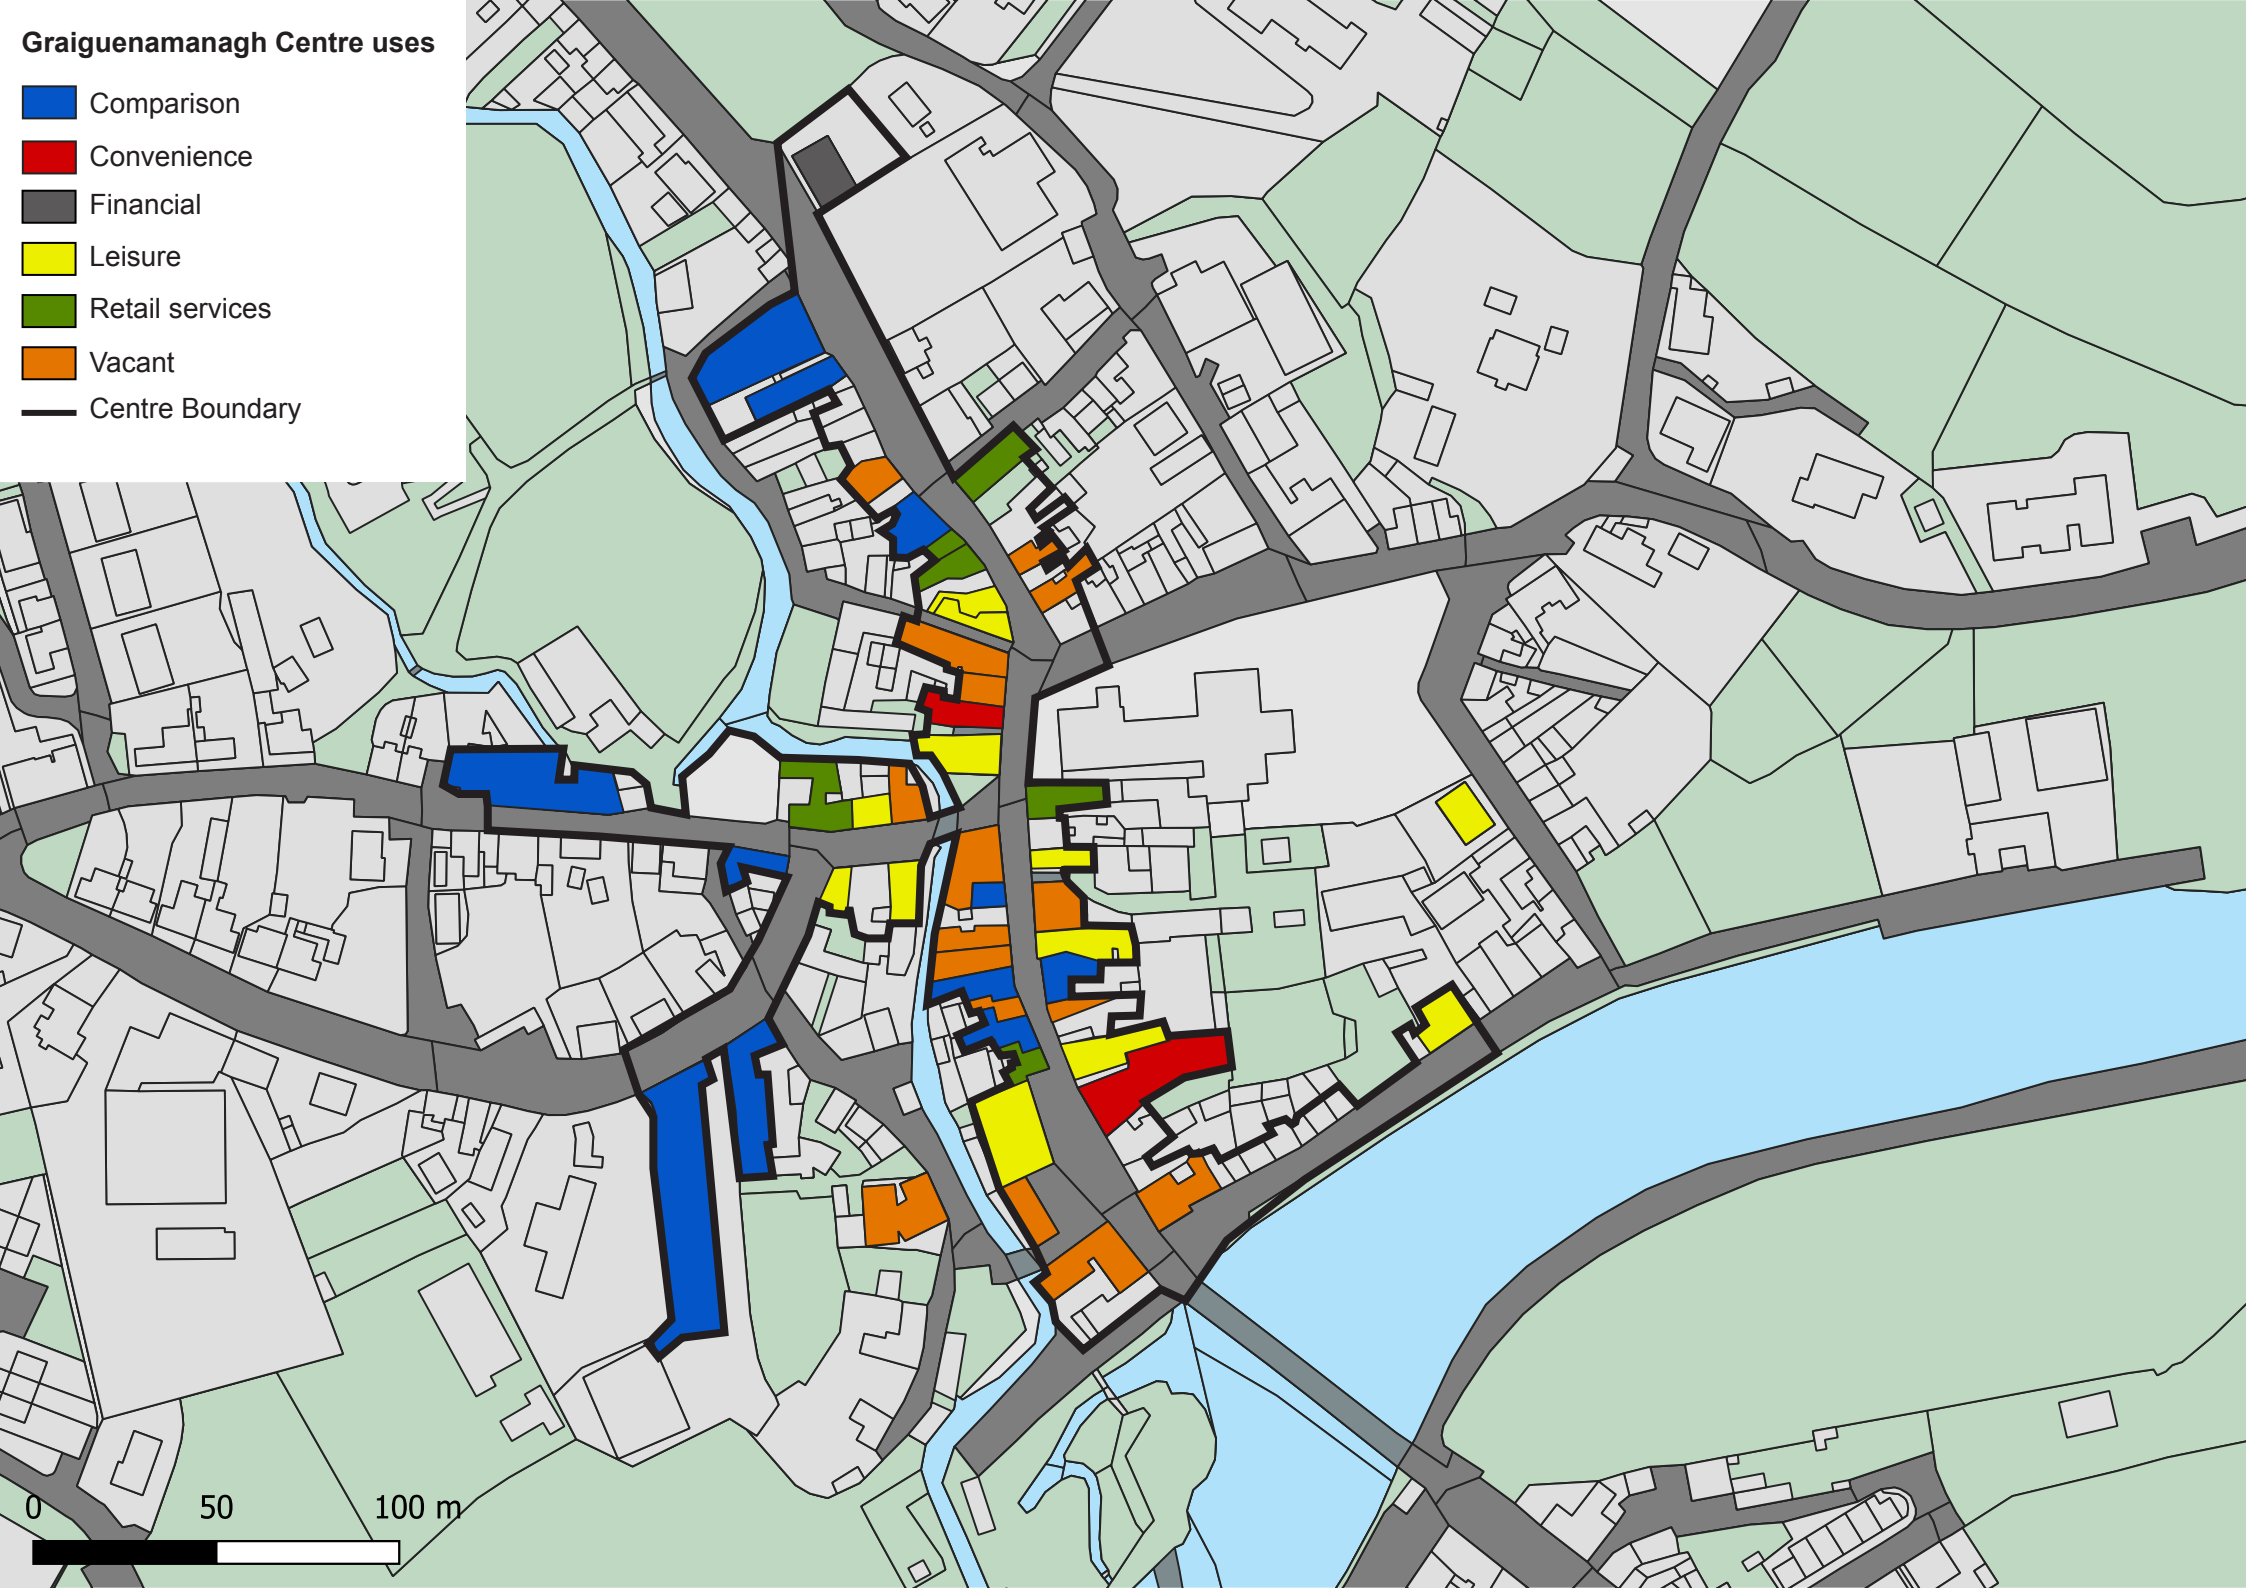 Graiguenamanagh Centre uses
Comparison
Convenience
Financial
Leisure
Retail services
Vacant
Centre Boundary
0 50 100 m